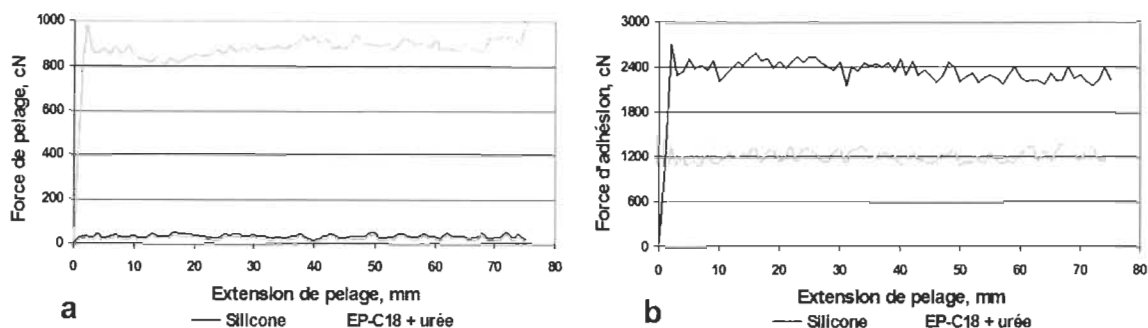 Force de pelage, cN
1000
800
600
400
200
0
0 10 20 30 40 50 60 70 80
Extension de pelage, mm
a
Silicone EP-C18 + urée
Force d'adhésion, cN
3000
2400
1800
1200
600
0
0 10 20 30 40 50 60 70 80
Extension de pelage, mm
b
Silicone EP-C18 + urée